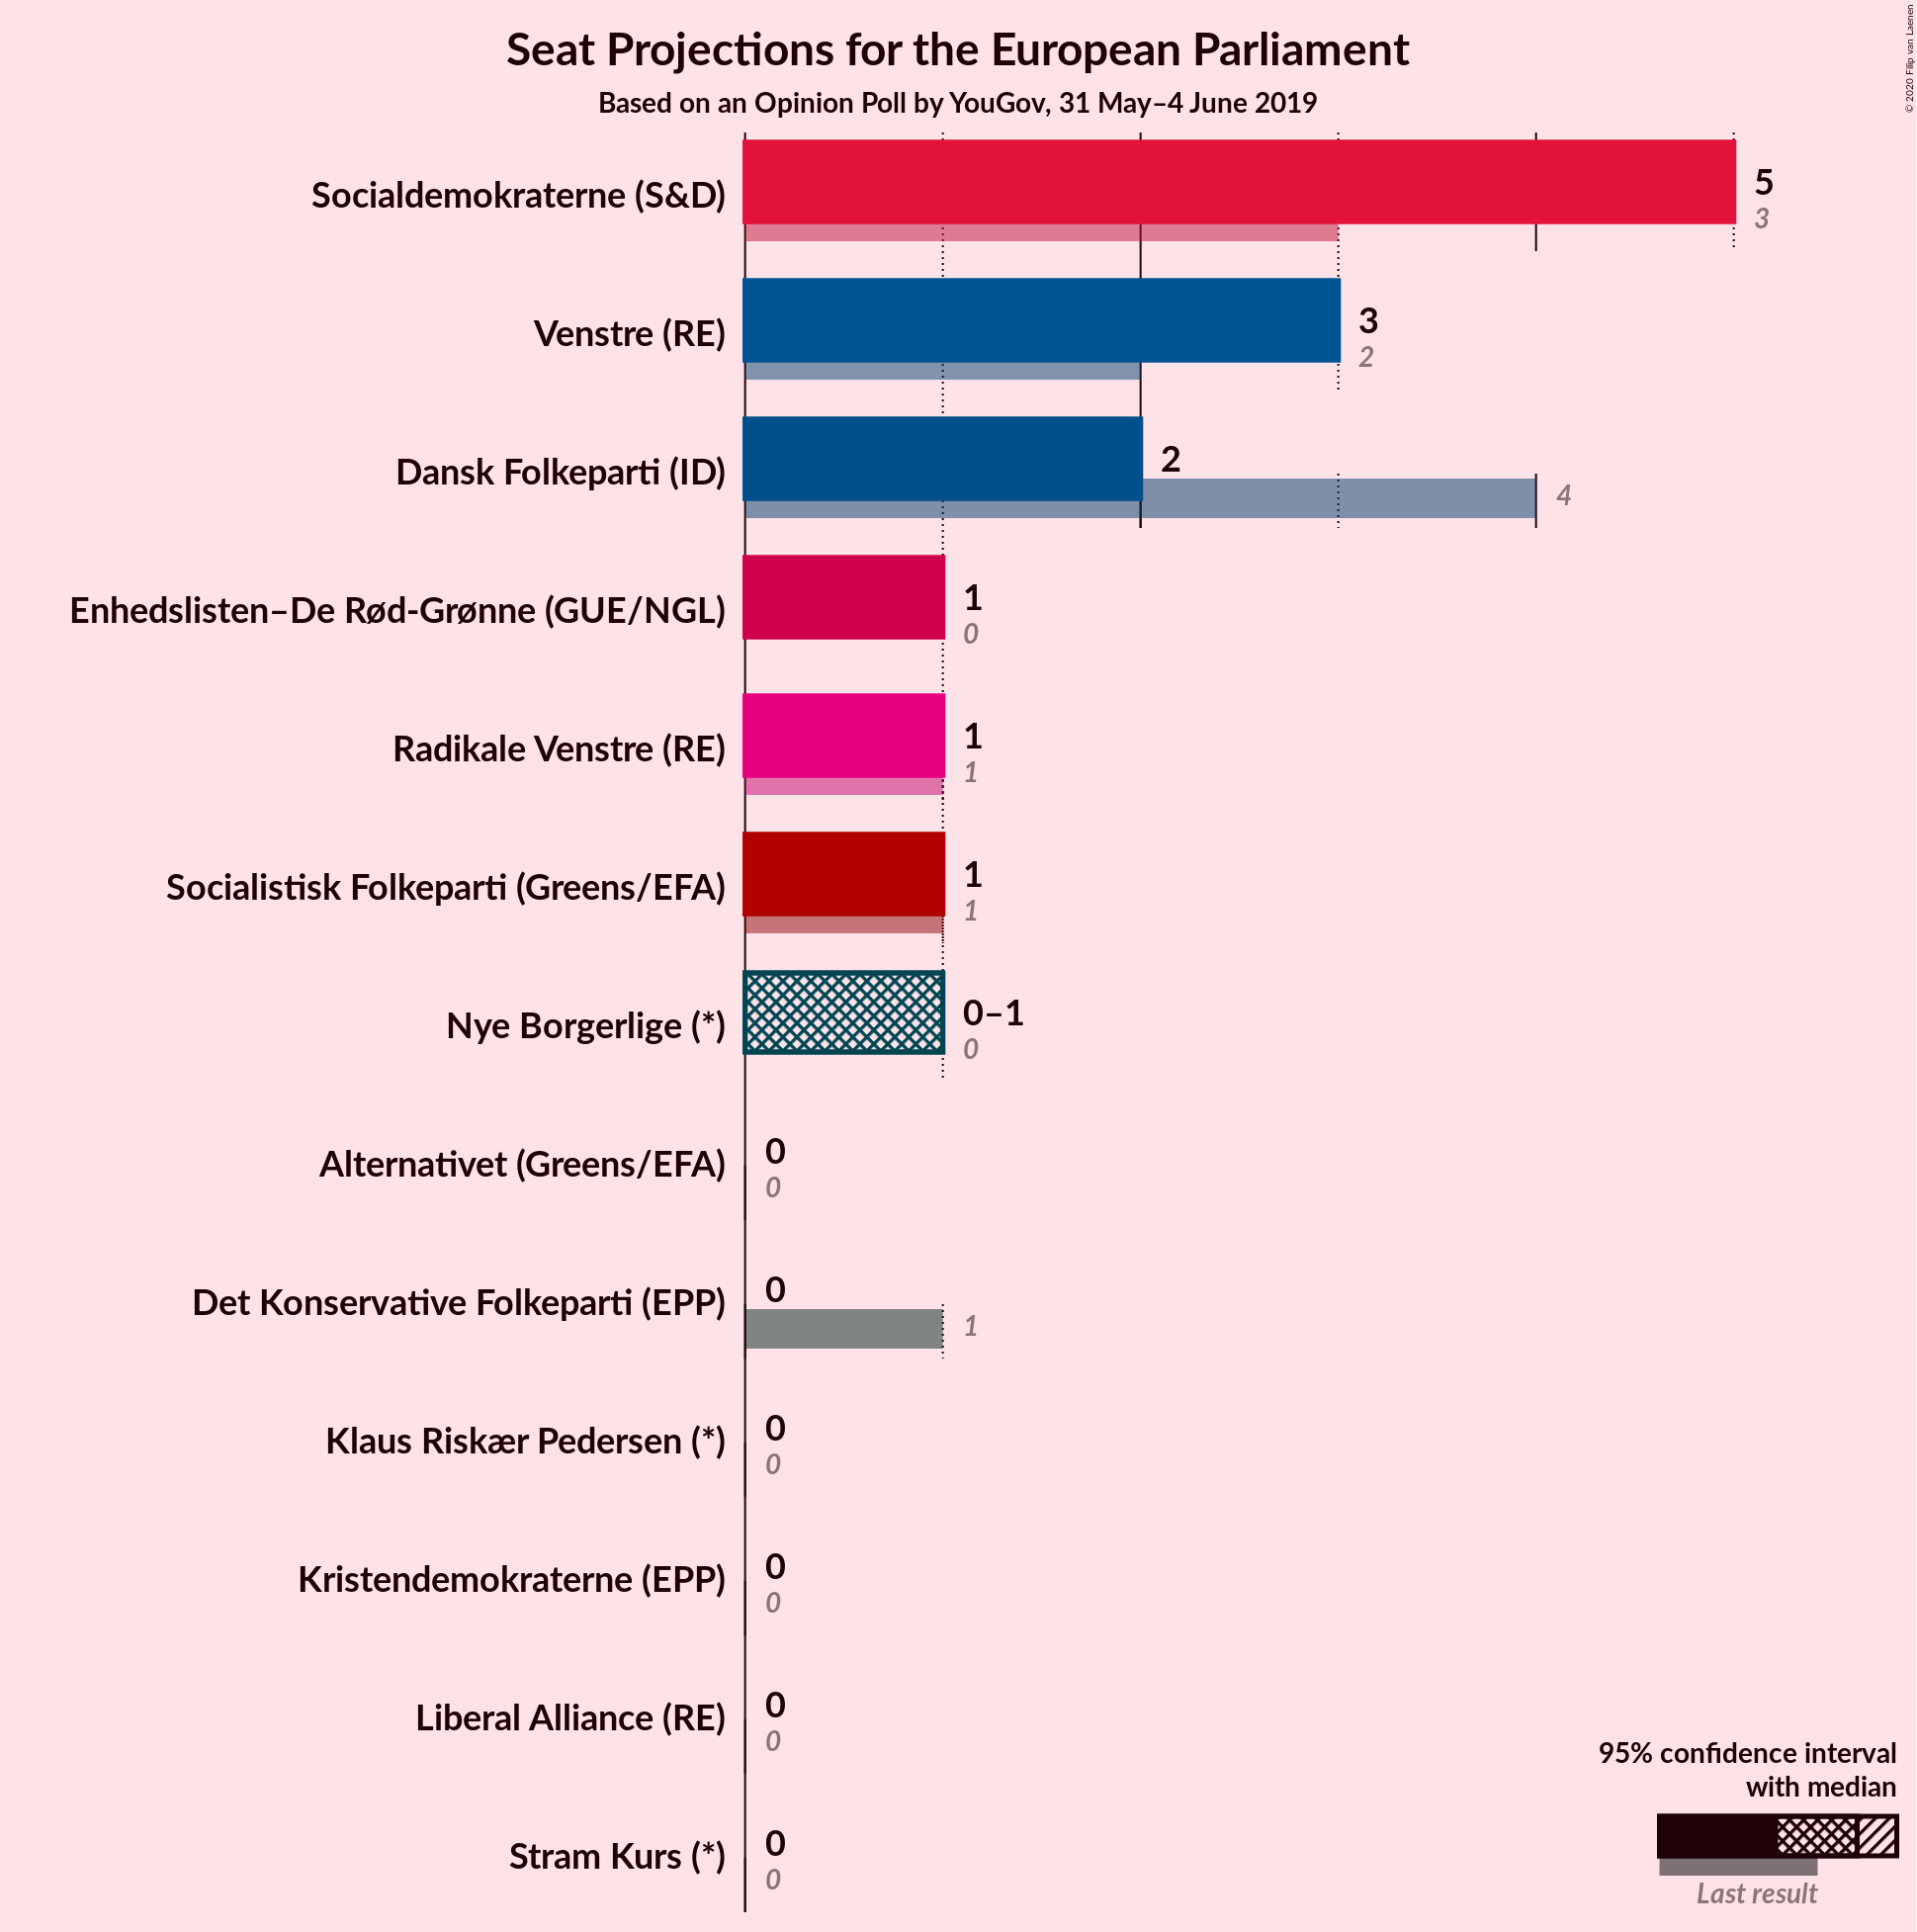 Seat Projections for the European Parliament
Based on an Opinion Poll by YouGov, 31 May–4 June 2019
© 2020 Filip van Laenen
Socialdemokraterne (S&D)
5
3
Venstre (RE)
3
2
Dansk Folkeparti (ID)
2
4
Enhedslisten–De Rød-Grønne (GUE/NGL)
1
0
Radikale Venstre (RE)
1
1
Socialistisk Folkeparti (Greens/EFA)
1
1
Nye Borgerlige (*)
0–1
0
Alternativet (Greens/EFA)
0
0
Det Konservative Folkeparti (EPP)
0
1
Klaus Riskær Pedersen (*)
0
0
Kristendemokraterne (EPP)
0
0
Liberal Alliance (RE)
0
0
Stram Kurs (*)
0
0
95% confidence interval
with median
Last result